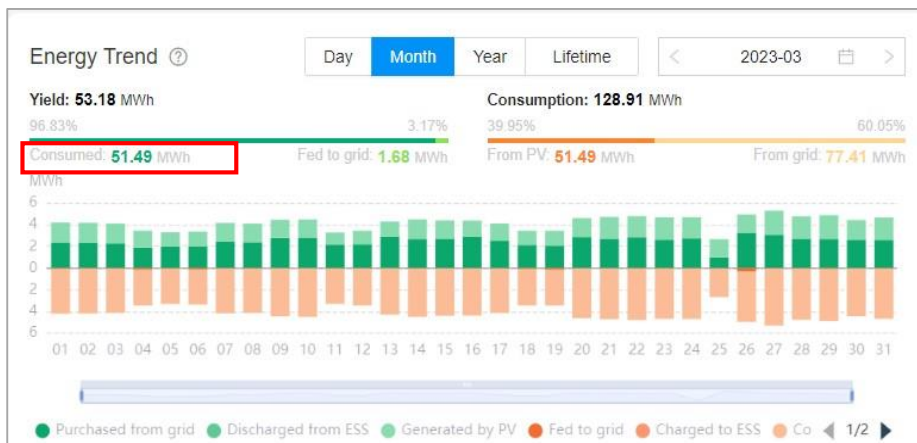 Energy Trend ?
Day Month Year Lifetime < 2023-03 >
Yield: 53.18 MWh
Consumption: 128.91 MWh
96.83% 3.17%
39.95% 60.05%
Consumed: 51.49 MWh
Fed to grid: 1.68 MWh
From PV: 51.49 MWh
From grid: 77.41 MWh
MWh
6
4
2
0
2
4
6
01 02 03 04 05 06 07 08 09 10 11 12 13 14 15 16 17 18 19 20 21 22 23 24 25 26 27 28 29 30 31
Purchased from grid Discharged from ESS Generated by PV Fed to grid Charged to ESS Co 1/2